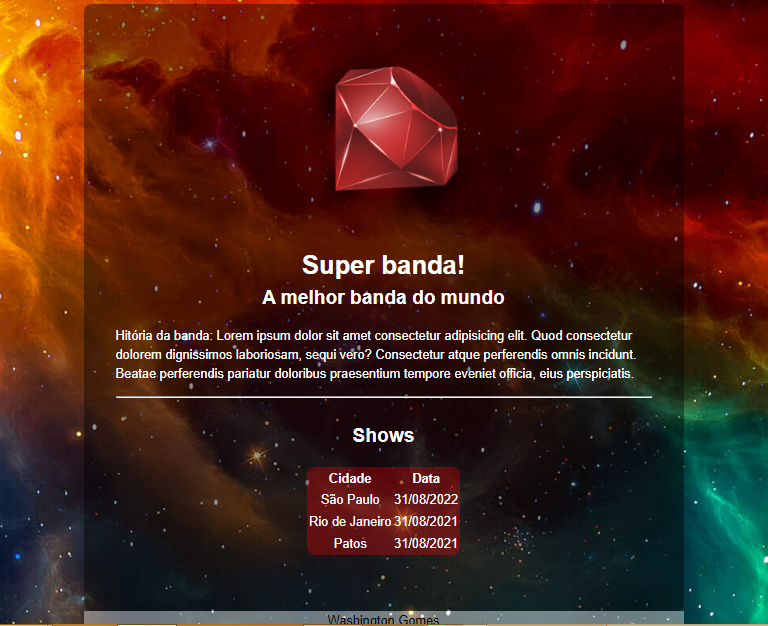 Super banda!
A melhor banda do mundo
Hitória da banda: Lorem ipsum dolor sit amet consectetur adipisicing elit. Quod consectetur
dolorem dignissimos laboriosam, sequi vero? Consectetur atque perferendis omnis incidunt.
Beatae perferendis pariatur doloribus praesentium tempore eveniet officia, eius perspiciatis.
Shows
Cidade Data
São Paulo 31/08/2022
Rio de Janeiro 31/08/2021
Patos 31/08/2021
Washington Gomes